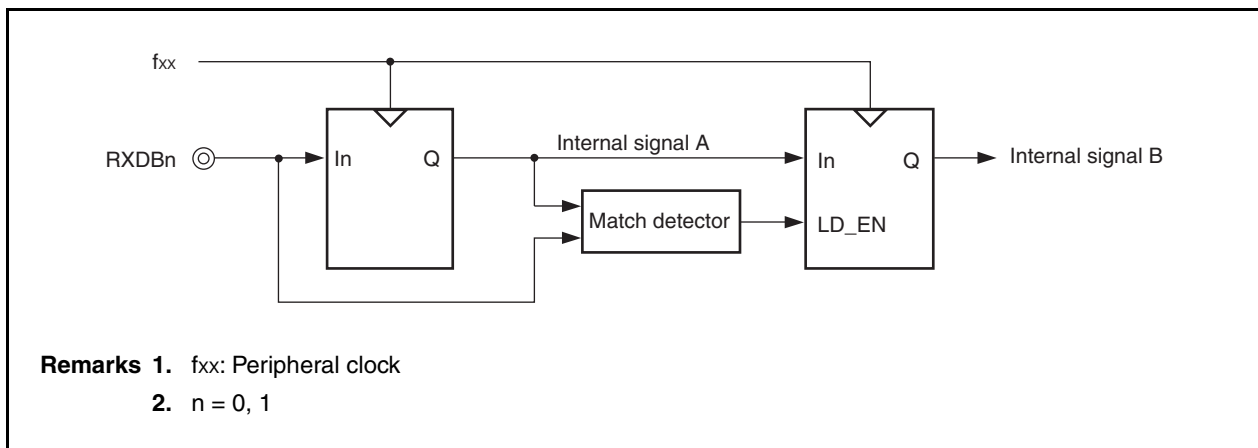 fxx
RXDBn
In
Q
Internal signal A
Match detector
In
Q
LD_EN
Internal signal B
Remarks 1. fxx: Peripheral clock
2. n = 0, 1